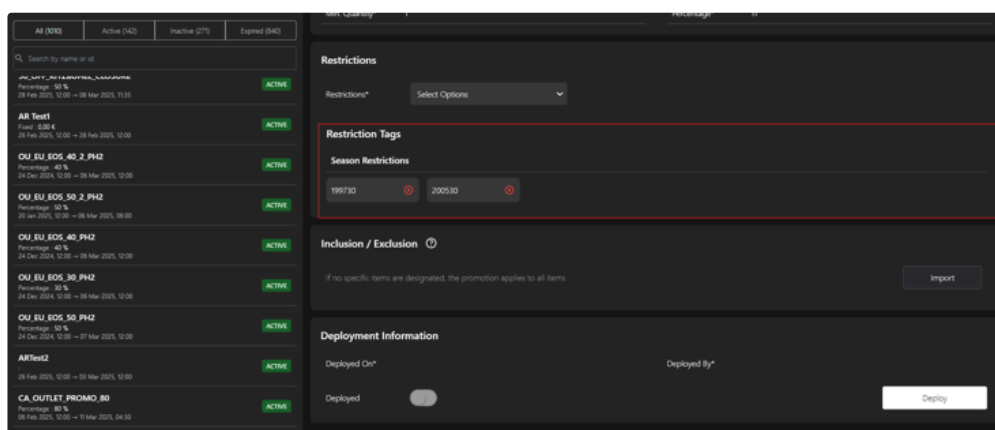 All (1010)
Active (142)
Inactive (271)
Expired (840)
Search by name or id
50_OFF_KITZBÜHEL_CLOSURE
Percentage : 50 %
28 Feb 2025, 12:00 → 08 Mar 2025, 11:35
ACTIVE
AR Test1
Fixed : 0,00 €
26 Feb 2025, 12:00 → 28 Feb 2025, 12:00
ACTIVE
OU_EU_EOS_40_2_PH2
Percentage : 40 %
24 Dec 2024, 12:00 → 06 Mar 2025, 12:00
ACTIVE
OU_EU_EOS_50_2_PH2
Percentage : 50 %
20 Jan 2025, 12:00 → 06 Mar 2025, 06:00
ACTIVE
OU_EU_EOS_40_PH2
Percentage : 40 %
24 Dec 2024, 12:00 → 06 Mar 2025, 12:00
ACTIVE
OU_EU_EOS_30_PH2
Percentage : 30 %
24 Dec 2024, 12:00 → 06 Mar 2025, 12:00
ACTIVE
OU_EU_EOS_50_PH2
Percentage : 50 %
24 Dec 2024, 12:00 → 07 Mar 2025, 12:00
ACTIVE
ARTest2
:
26 Feb 2025, 12:00 → 03 Mar 2025, 12:00
ACTIVE
CA_OUTLET_PROMO_80
Percentage : 80 %
06 Feb 2025, 12:00 → 11 Mar 2025, 04:30
ACTIVE
Min. Quantity* 1
Percentage* 11
Restrictions
Restrictions* Select Options
Restriction Tags
Season Restrictions
199730 200530
Inclusion / Exclusion
If no specific items are designated, the promotion applies to all items
Import
Deployment Information
Deployed On*
Deployed By*
Deployed
Deploy